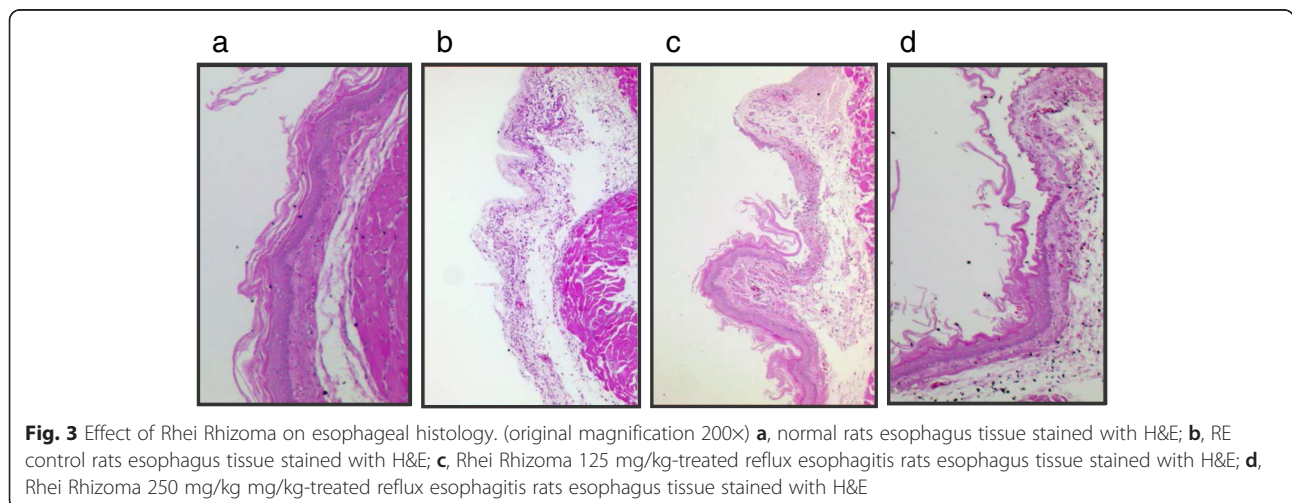 a b c d
Fig. 3 Effect of Rhei Rhizoma on esophageal histology. (original magnification 200×) a, normal rats esophagus tissue stained with H&E; b, RE
control rats esophagus tissue stained with H&E; c, Rhei Rhizoma 125 mg/kg-treated reflux esophagitis rats esophagus tissue stained with H&E; d,
Rhei Rhizoma 250 mg/kg mg/kg-treated reflux esophagitis rats esophagus tissue stained with H&E